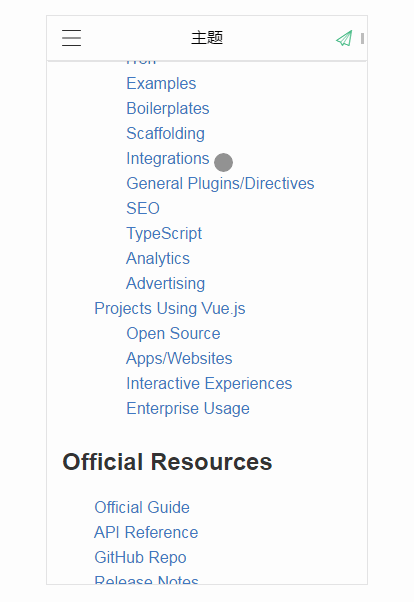 主题
Examples
Boilerplates
Scaffolding
Integrations
General Plugins/Directives
SEO
TypeScript
Analytics
Advertising
Projects Using Vue.js
Open Source
Apps/Websites
Interactive Experiences
Enterprise Usage
Official Resources
Official Guide
API Reference
GitHub Repo
Release Notes